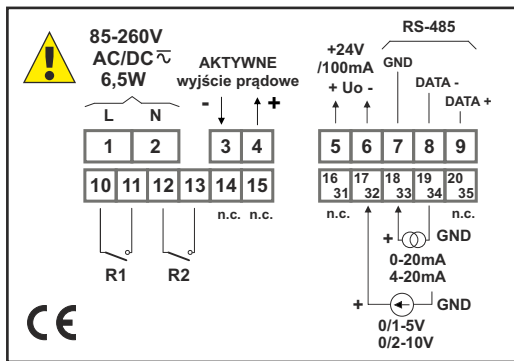 85-260V
AC/DC
6,5W
L N
AKTYWNE
wyjście prądowe
- +
RS-485
+24V
/100mA
+ Uo -
GND
DATA -
DATA +
1 2 3 4 5 6 7 8 9
10 11 12 13 14 15 16 31 17 32 18 33 19 34 20 35
n.c. n.c. n.c. n.c.
R1 R2
+ GND
0-20mA
4-20mA
+ GND
0/1-5V
0/2-10V
CE